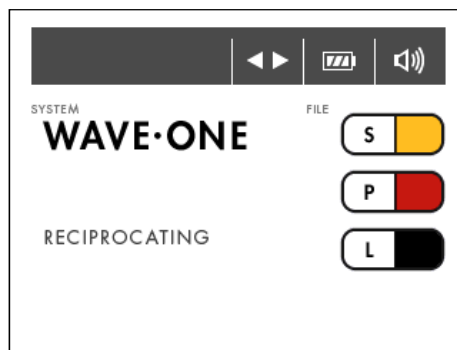 SYSTEM
FILE
WAVE·ONE
S
P
RECIPROCATING
L